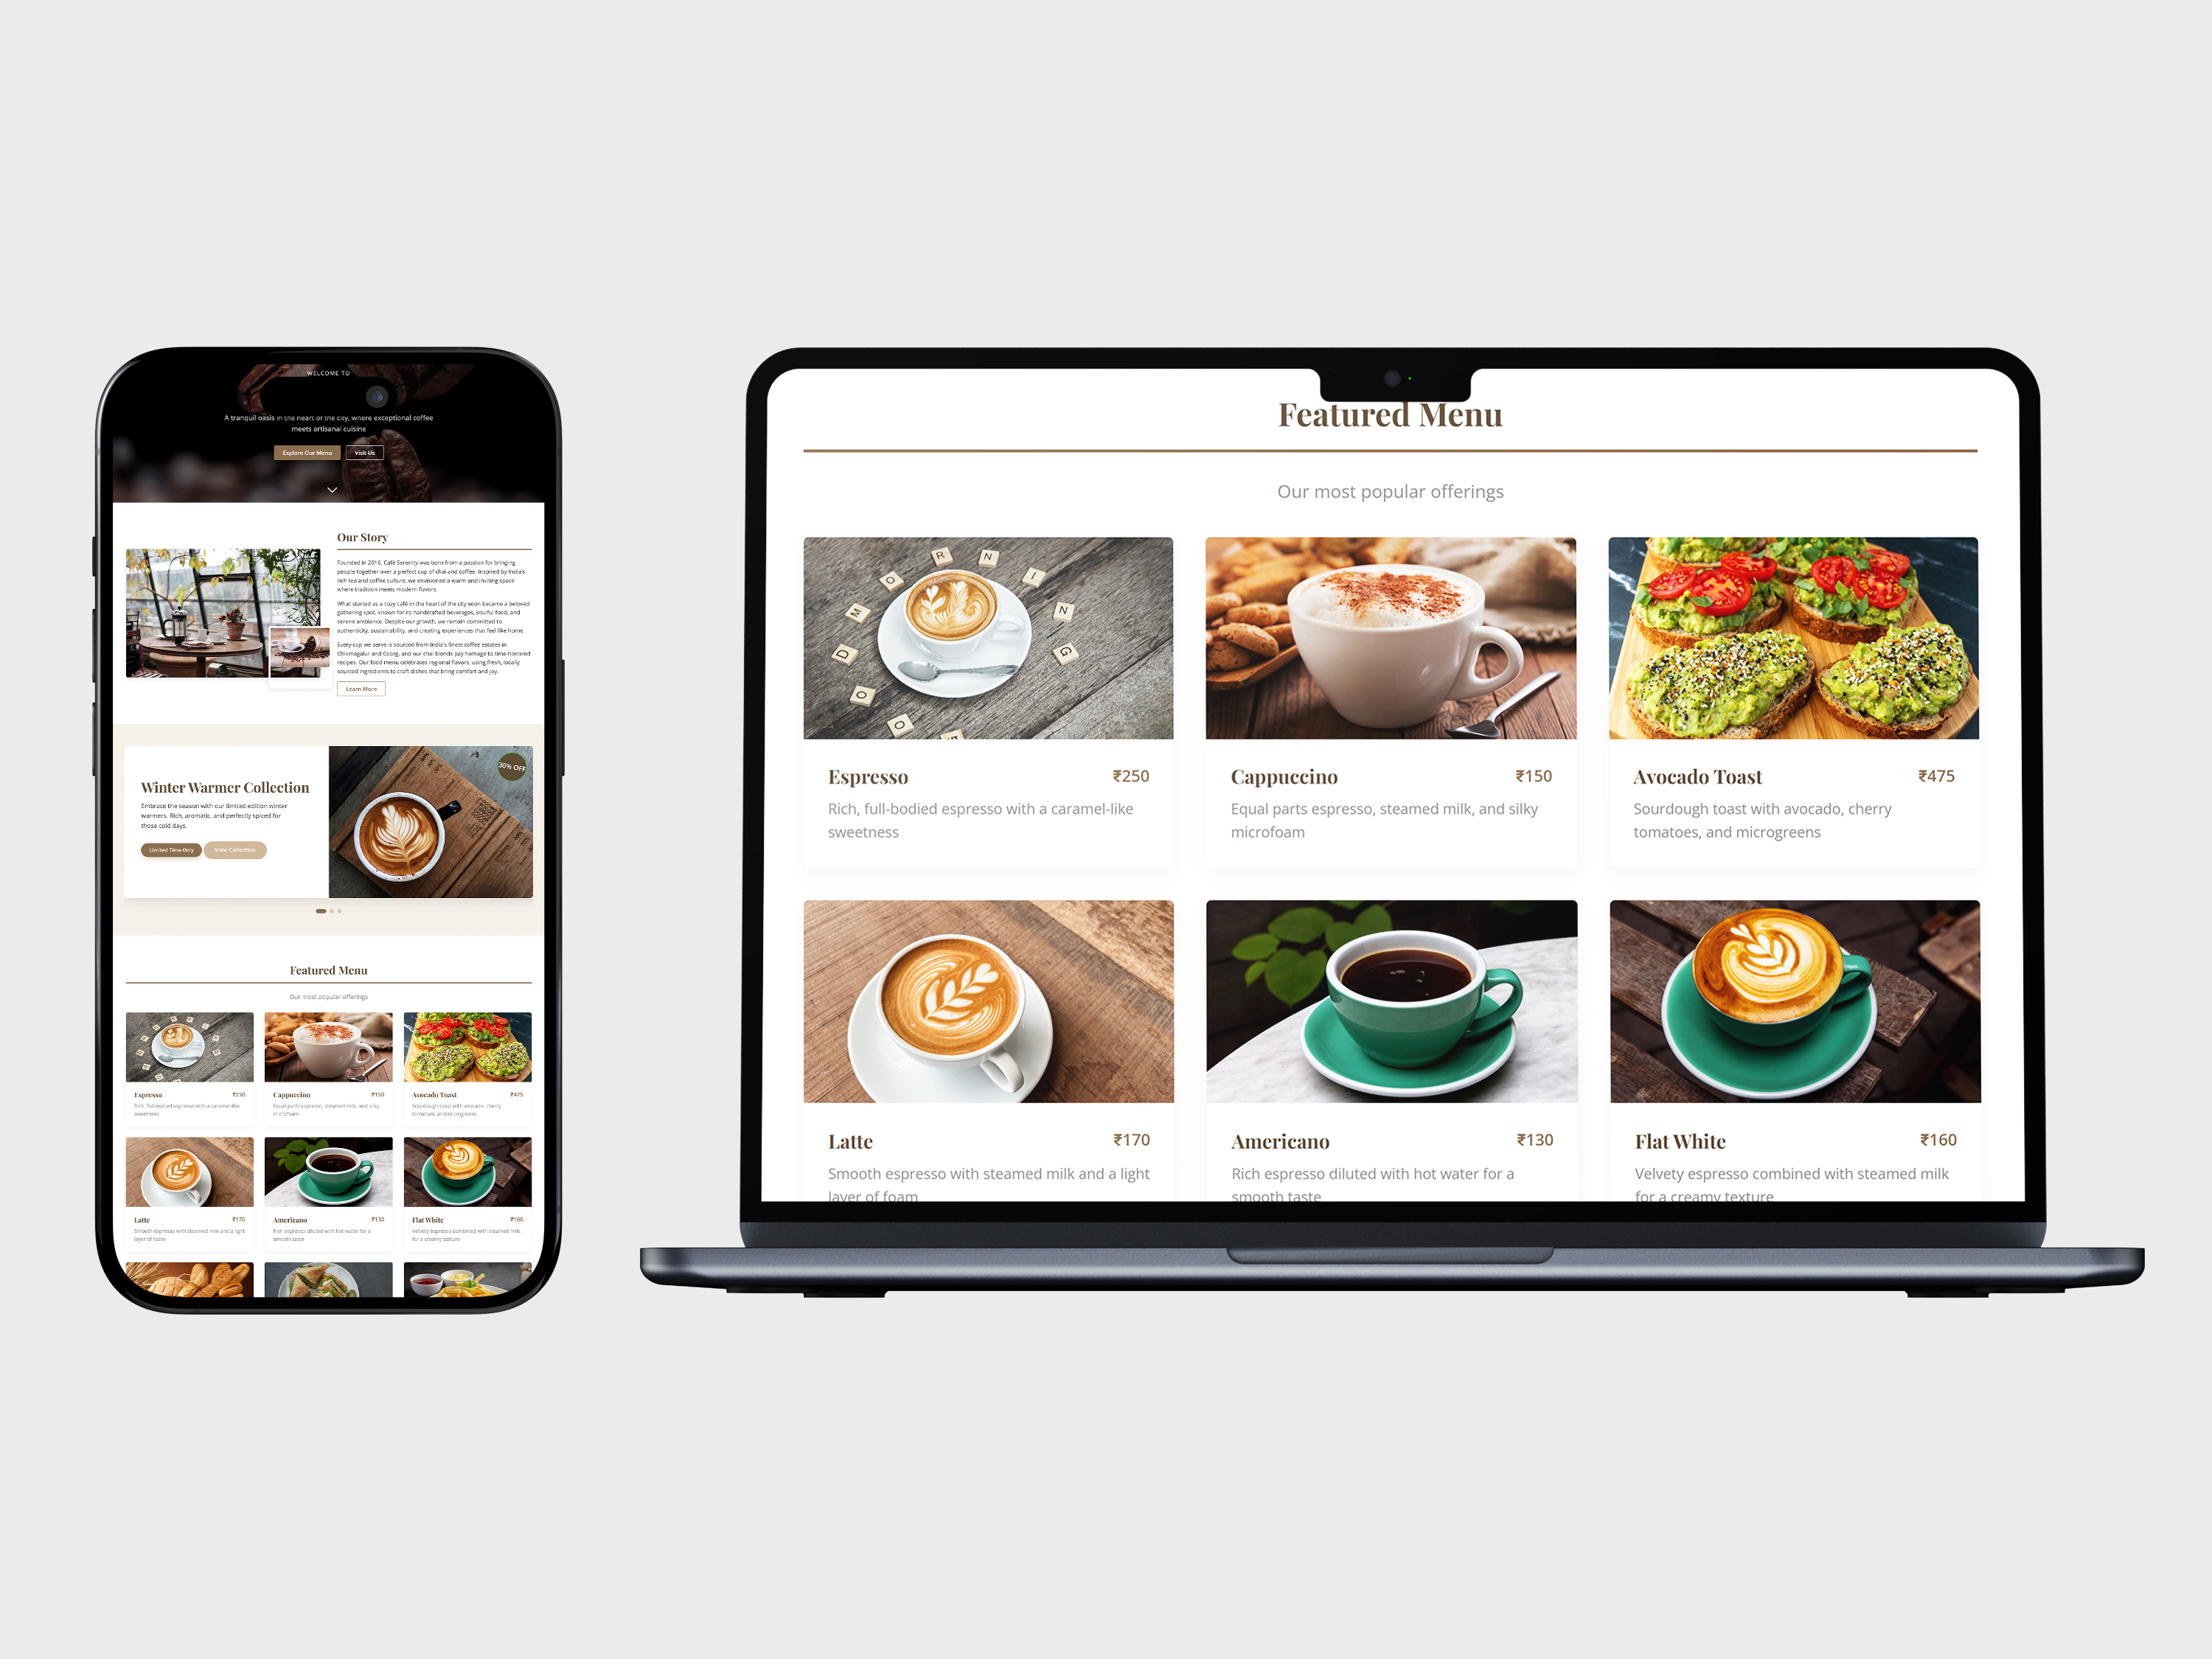 WELCOME TO
A tranquil oasis in the heart of the city, where exceptional coffee
meets artisanal cuisine
Explore Our Menu
Visit Us
Our Story
Founded in 2016, Café Serenity was born from a passion for bringing
people together over a perfect cup of chai and coffee. Inspired by India's
rich tea and coffee culture, we envisioned a warm and inviting space
where tradition meets modern flavors.
What started as a cozy café in the heart of the city soon became a beloved
gathering spot, known for its handcrafted beverages, soulful food, and
serene ambiance. Despite our growth, we remain committed to
authenticity, sustainability, and creating experiences that feel like home.
Every cup we serve is sourced from India's finest coffee estates in
Chikmagalur and Coorg, and our chai blends pay homage to time-honored
recipes. Our food menu celebrates regional flavors, using fresh, locally
sourced ingredients to craft dishes that bring comfort and joy.
Learn More
30% OFF
Winter Warmer Collection
Embrace the season with our limited edition winter
warmers. Rich, aromatic, and perfectly spiced for
those cold days.
Limited Time Only
View Collection
Featured Menu
Our most popular offerings
Espresso ₹250
Rich, full-bodied espresso with a caramel-like
sweetness
Cappuccino ₹150
Equal parts espresso, steamed milk, and silky
microfoam
Avocado Toast ₹475
Sourdough toast with avocado, cherry
tomatoes, and microgreens
Latte ₹170
Smooth espresso with steamed milk and a light
layer of foam
Americano ₹130
Rich espresso diluted with hot water for a
smooth taste
Flat White ₹160
Velvety espresso combined with steamed milk
for a creamy texture
Featured Menu
Our most popular offerings
GOOD MORNING
Espresso ₹250
Rich, full-bodied espresso with a caramel-like
sweetness
Cappuccino ₹150
Equal parts espresso, steamed milk, and silky
microfoam
Avocado Toast ₹475
Sourdough toast with avocado, cherry
tomatoes, and microgreens
Latte ₹170
Smooth espresso with steamed milk and a light
layer of foam
Americano ₹130
Rich espresso diluted with hot water for a
smooth taste
Flat White ₹160
Velvety espresso combined with steamed milk
for a creamy texture